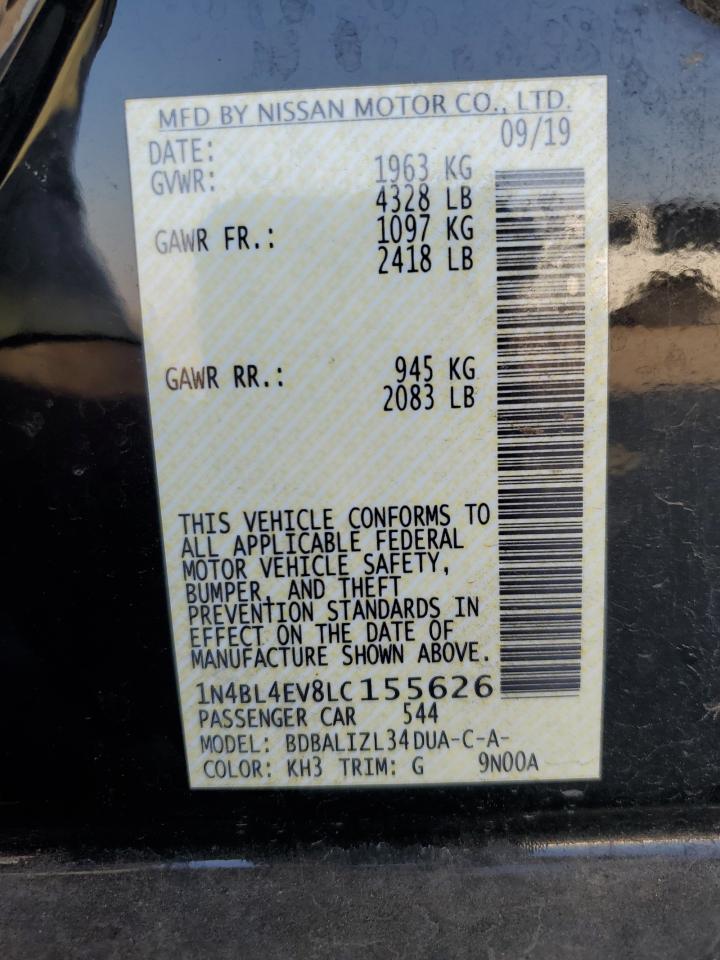 MFD BY NISSAN MOTOR CO., LTD.
DATE: 09/19
GVWR: 1963 KG
4328 LB
GAWR FR.: 1097 KG
2418 LB
GAWR RR.: 945 KG
2083 LB
THIS VEHICLE CONFORMS TO
ALL APPLICABLE FEDERAL
MOTOR VEHICLE SAFETY,
BUMPER, AND THEFT
PREVENTION STANDARDS IN
EFFECT ON THE DATE OF
MANUFACTURE SHOWN ABOVE.
1N4BL4EV8LC155626
PASSENGER CAR 544
MODEL: BDBALIZL34DUA-C-A-
COLOR: KH3 TRIM: G 9N00A